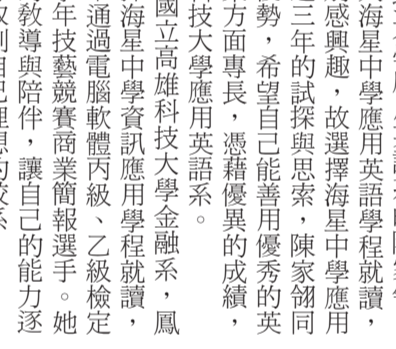 海星中學應用英語學程就讀，
感興趣，故選擇海星中學應用
三年的試探與思索，陳家翎同
勢，希望自己能善用優秀的英
方面專長，憑藉優異的成績，
技大學應用英語系。
國立高雄科技大學金融系，鳳
海星中學資訊應用學程就讀，
通過電腦軟體丙級、乙級檢定
年技藝競賽商業簡報選手。她
教導與陪伴，讓自己的能力逐